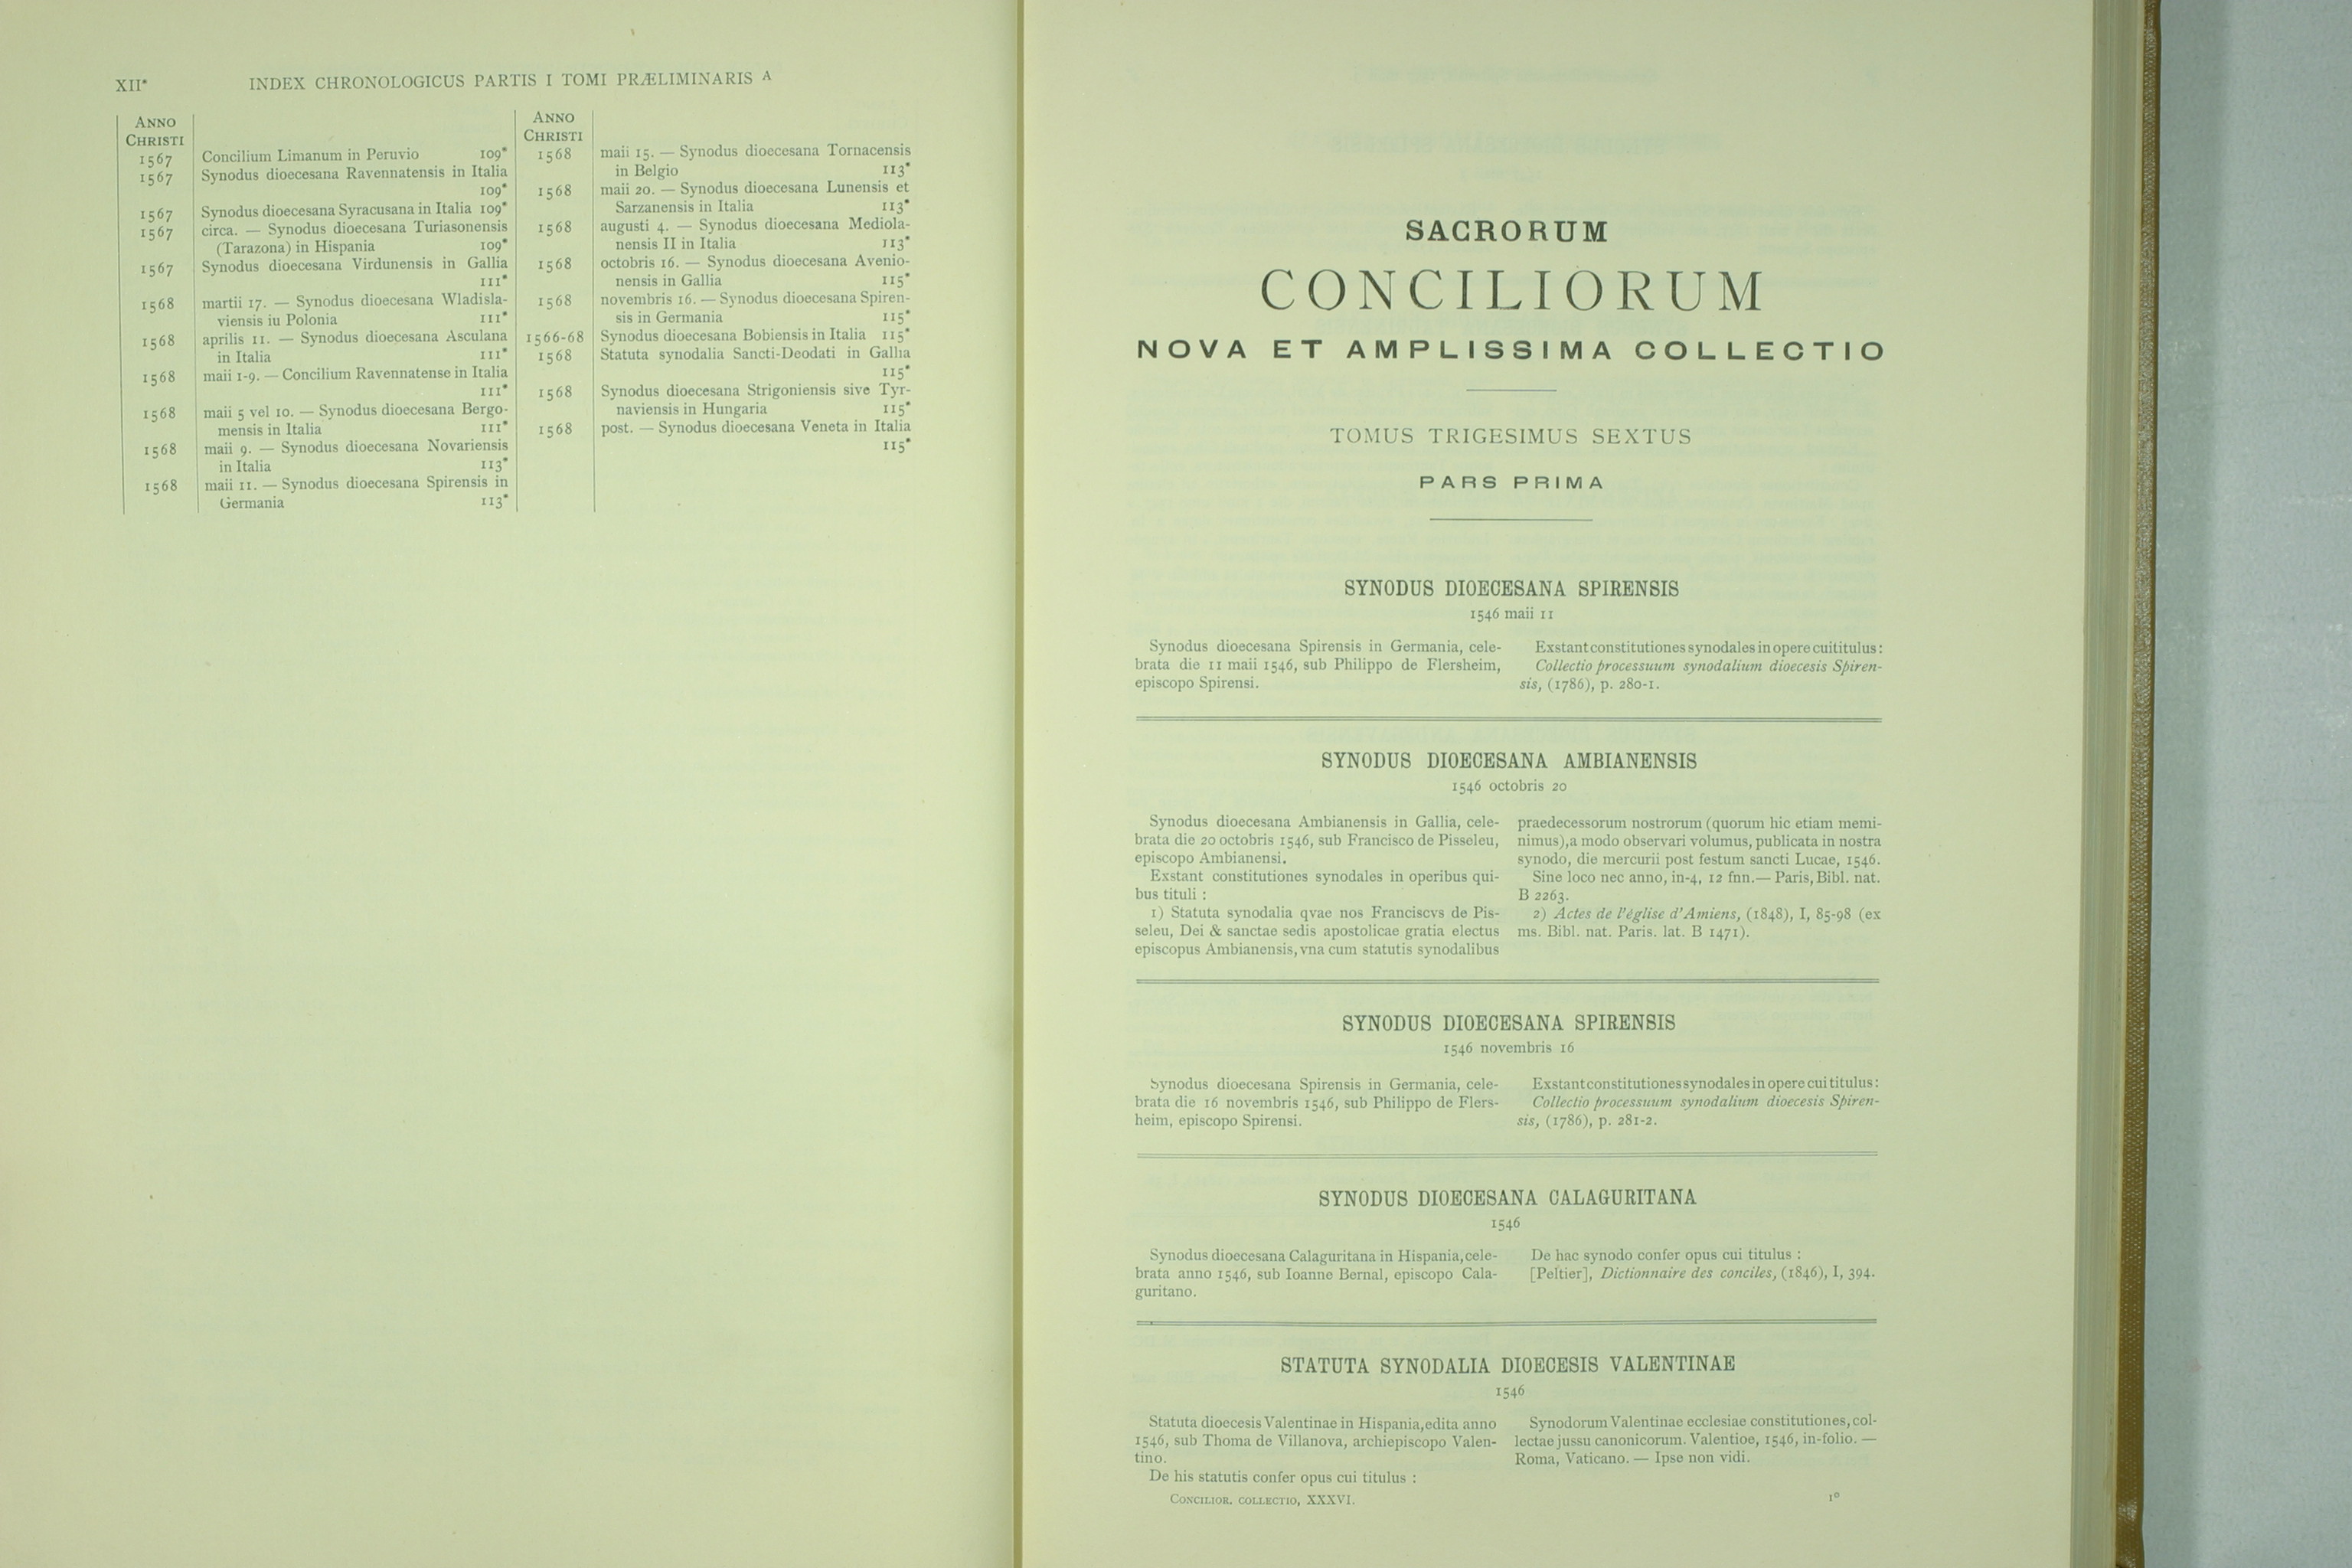 XII*
INDEX CHRONOLOGICUS PARTIS I TOMI PRÆLIMINARIS A
ANNO
CHRISTI
1567 Concilium Limanum in Peruvio 109*
1567 Synodus dioecesana Ravennatensis in Italia
109*
1567 Synodus dioecesana Syracusana in Italia 109*
1567 circa. — Synodus dioecesana Turiasonensis
(Tarazona) in Hispania 109*
1567 Synodus dioecesana Virdunensis in Gallia
111*
1568 martii 17. — Synodus dioecesana Wladisla-
viensis iu Polonia 111*
1568 aprilis 11. — Synodus dioecesana Asculana
in Italia 111*
1568 maii 1-9. — Concilium Ravennatense in Italia
111*
1568 maii 5 vel 10. — Synodus dioecesana Bergo-
mensis in Italia 111*
1568 maii 9. — Synodus dioecesana Novariensis
in Italia 113*
1568 maii 11. — Synodus dioecesana Spirensis in
Germania 113*
ANNO
CHRISTI
1568 maii 15. — Synodus dioecesana Tornacensis
in Belgio 113*
1568 maii 20. — Synodus dioecesana Lunensis et
Sarzanensis in Italia 113*
1568 augusti 4. — Synodus dioecesana Mediola-
nensis II in Italia 113*
1568 octobris 16. — Synodus dioecesana Avenio-
nensis in Gallia 115*
1568 novembris 16. — Synodus dioecesana Spiren-
sis in Germania 115*
1566-68 Synodus dioecesana Bobiensis in Italia 115*
1568 Statuta synodalia Sancti-Deodati in Gallia
115*
1568 Synodus dioecesana Strigoniensis sive Tyr-
naviensis in Hungaria 115*
1568 post. — Synodus dioecesana Veneta in Italia
115*
SACRORUM
CONCILIORUM
NOVA ET AMPLISSIMA COLLECTIO
TOMUS TRIGESIMUS SEXTUS
PARS PRIMA
SYNODUS DIOECESANA SPIRENSIS
1546 maii 11
Synodus dioecesana Spirensis in Germania, cele-
brata die 11 maii 1546, sub Philippo de Flersheim,
episcopo Spirensi.
Exstant constitutiones synodales in opere cui titulus :
Collectio processuum synodalium dioecesis Spiren-
sis, (1786), p. 280-1.
SYNODUS DIOECESANA AMBIANENSIS
1546 octobris 20
Synodus dioecesana Ambianensis in Gallia, cele-
brata die 20 octobris 1546, sub Francisco de Pisseleu,
episcopo Ambianensi.
Exstant constitutiones synodales in operibus qui-
bus tituli :
1) Statuta synodalia qvae nos Franciscvs de Pis-
seleu, Dei & sanctae sedis apostolicae gratia electus
episcopus Ambianensis, vna cum statutis synodalibus
praedecessorum nostrorum (quorum hic etiam memi-
nimus), a modo observari volumus, publicata in nostra
synodo, die mercurii post festum sancti Lucae, 1546.
Sine loco nec anno, in-4, 12 fnn. — Paris, Bibl. nat.
B 2263.
2) Actes de l'église d'Amiens, (1848), I, 85-98 (ex
ms. Bibl. nat. Paris. lat. B 1471).
SYNODUS DIOECESANA SPIRENSIS
1546 novembris 16
Synodus dioecesana Spirensis in Germania, cele-
brata die 16 novembris 1546, sub Philippo de Flers-
heim, episcopo Spirensi.
Exstant constitutiones synodales in opere cui titulus :
Collectio processuum synodalium dioecesis Spiren-
sis, (1786), p. 281-2.
SYNODUS DIOECESANA CALAGURITANA
1546
Synodus dioecesana Calaguritana in Hispania, cele-
brata anno 1546, sub Ioanne Bernal, episcopo Cala-
guritano.
De hac synodo confer opus cui titulus :
[Peltier], Dictionnaire des conciles, (1846), I, 394.
STATUTA SYNODALIA DIOECESIS VALENTINAE
1546
Statuta dioecesis Valentinae in Hispania, edita anno
1546, sub Thoma de Villanova, archiepiscopo Valen-
tino.
De his statutis confer opus cui titulus :
Synodorum Valentinae ecclesiae constitutiones, col-
lectae jussu canonicorum. Valentioe, 1546, in-folio. —
Roma, Vaticano. — Ipse non vidi.
CONCILIOR. COLLECTIO, XXXVI. 1°